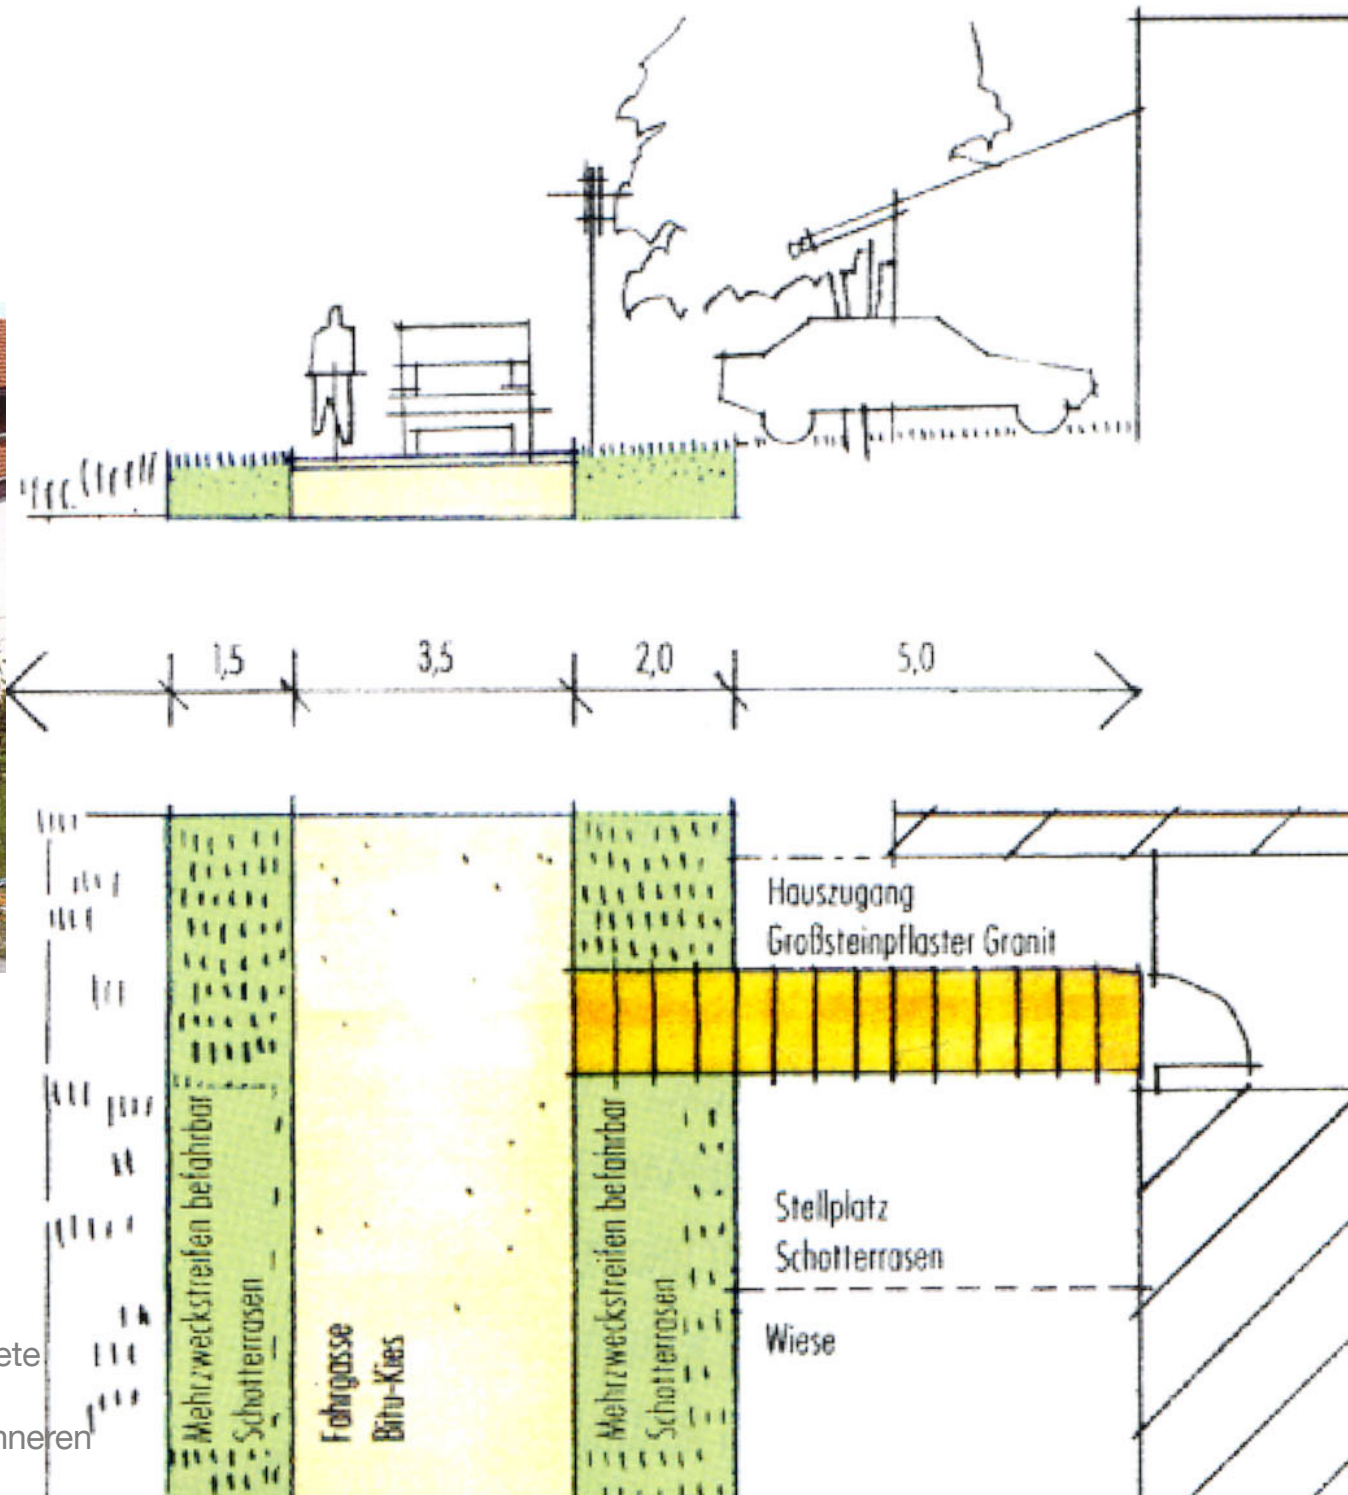 1,5
3,5
2,0
5,0
Hauszugang
Großsteinpflaster Granit
Mehrzweckstreifen befahrbar
Schotterrasen
Fahrgasse
Bitu-Kies
Mehrzweckstreifen befahrbar
Schotterrasen
Stellplatz
Schotterrasen
Wiese
ete
nneren